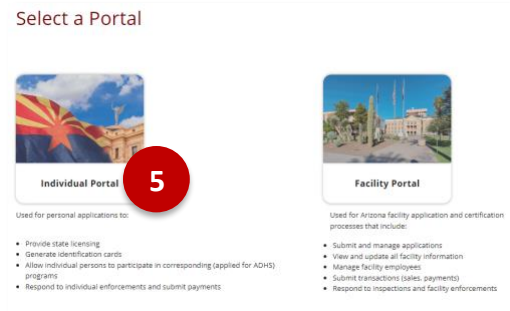 Select a Portal
Individual Portal
5
Used for personal applications to:
• Provide state licensing
• Generate identification cards
• Allow individual persons to participate in corresponding (applied for ADHS)
programs
• Respond to individual enforcements and submit payments
Facility Portal
Used for Arizona facility application and certification
processes that include:
• Submit and manage applications
• View and update all facility information
• Manage facility employees
• Submit transactions (sales, payments)
• Respond to inspections and facility enforcements